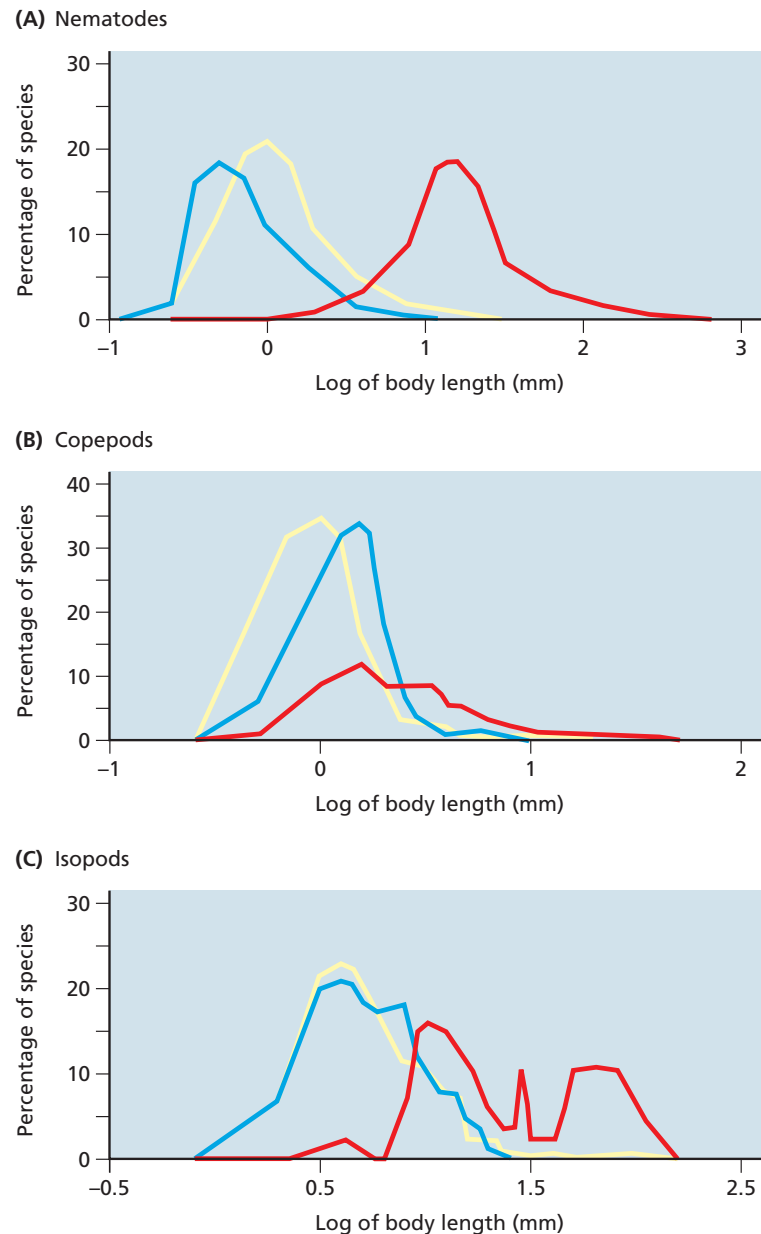 (A) Nematodes
30
20
10
0
Percentage of species
–1
0
1
2
3
Log of body length (mm)
(B) Copepods
40
30
20
10
0
Percentage of species
–1
0
1
2
Log of body length (mm)
(C) Isopods
30
20
10
0
Percentage of species
–0.5
0.5
1.5
2.5
Log of body length (mm)